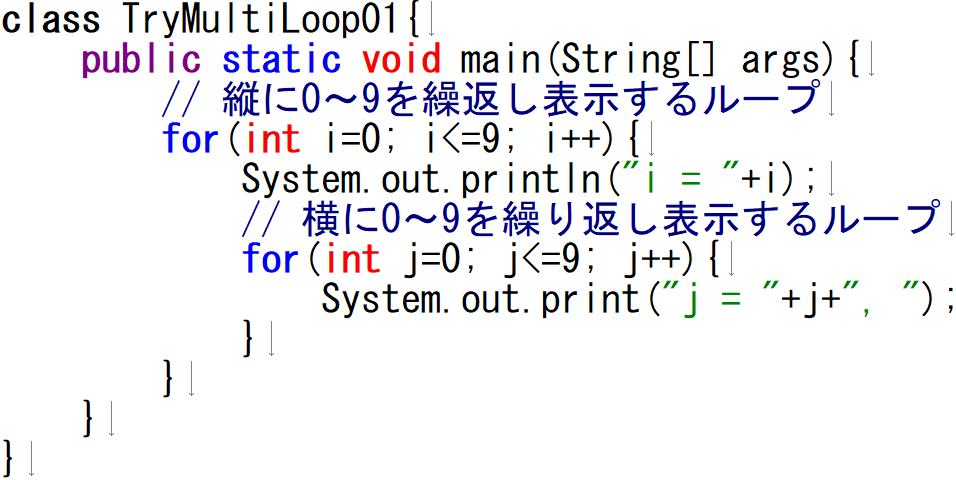 class TryMultiLoop01{
    public static void main(String[] args){
        // 縦に0～9を繰返し表示するループ
        for(int i=0; i<=9; i++){
            System.out.println("i = "+i);
            // 横に0～9を繰り返し表示するループ
            for(int j=0; j<=9; j++){
                System.out.print("j = "+j+", ");
            }
        }
    }
}